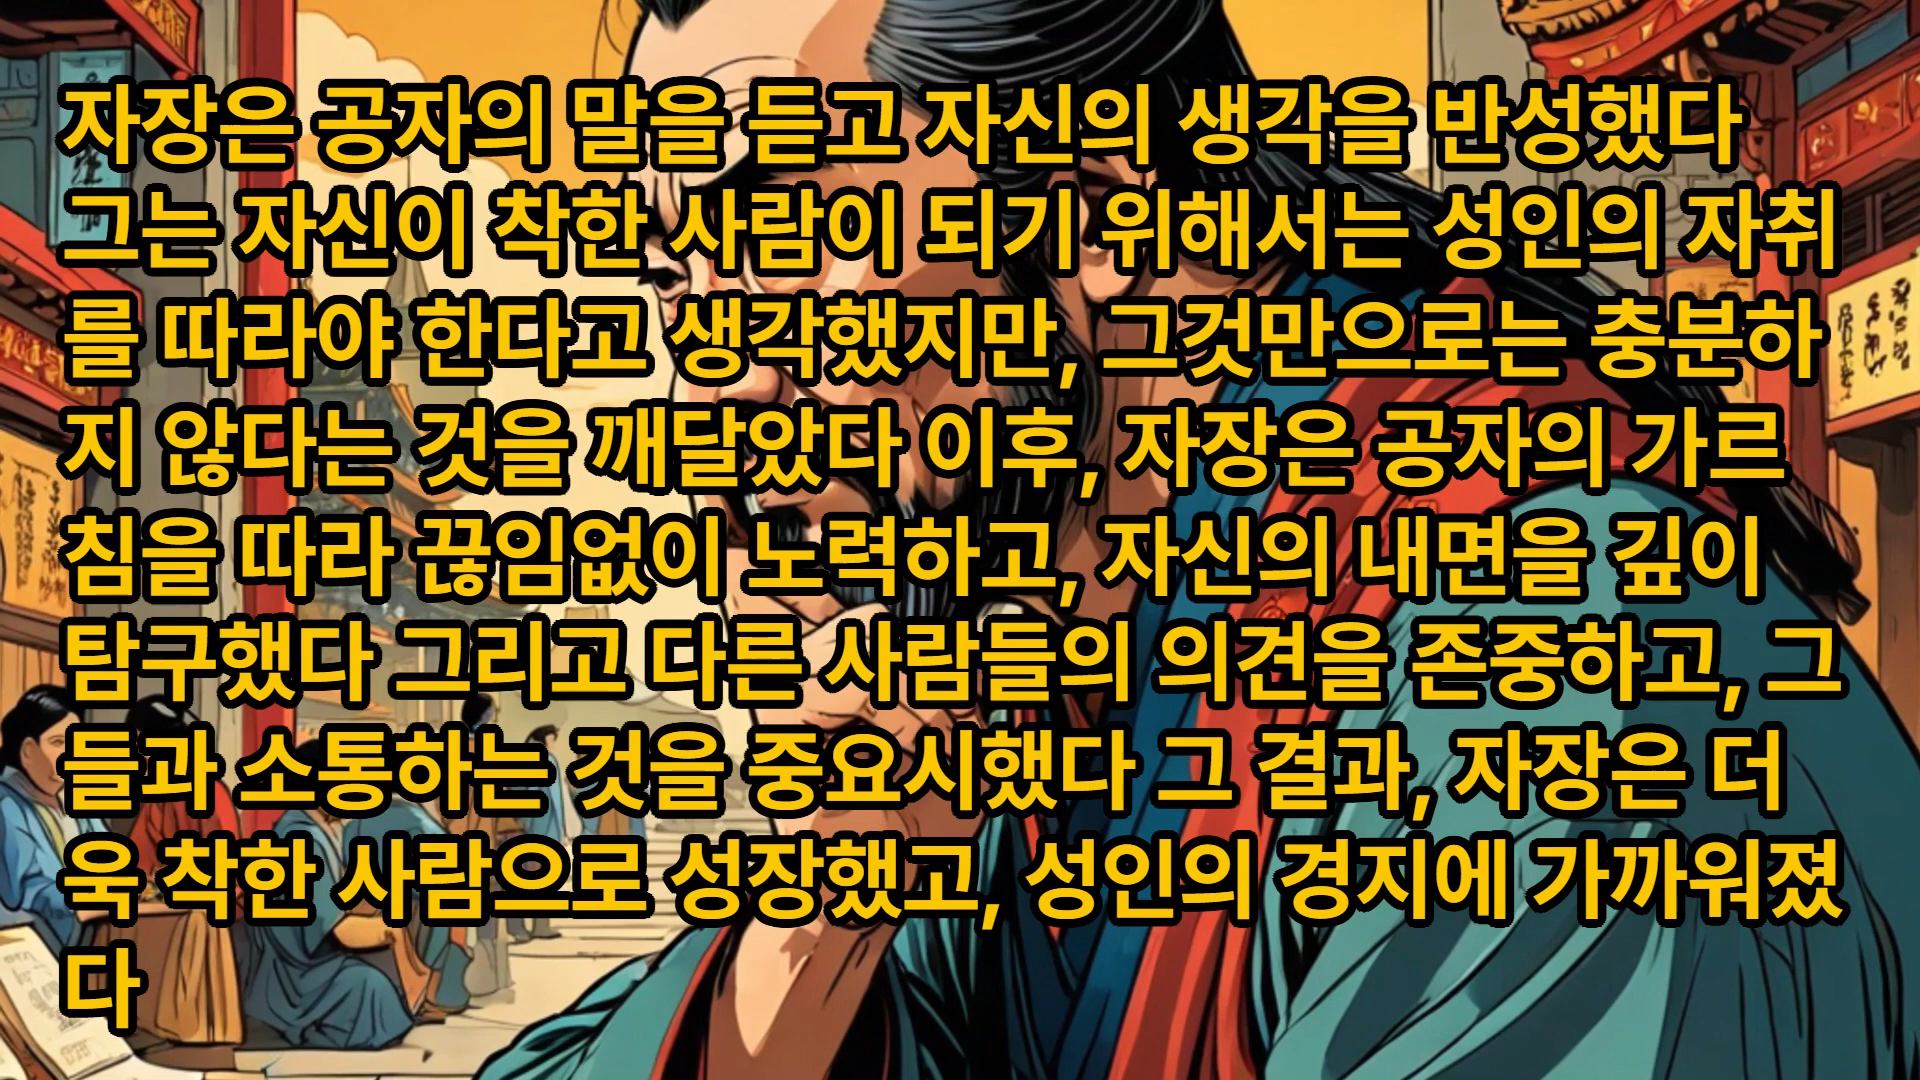 자장은 공자의 말을 듣고 자신의 생각을 반성했다
그는 자신이 착한 사람이 되기 위해서는 성인의 자취
를 따라야 한다고 생각했지만, 그것만으로는 충분하
지 않다는 것을 깨달았다 이후, 자장은 공자의 가르
침을 따라 끊임없이 노력하고, 자신의 내면을 깊이
탐구했다 그리고 다른 사람들의 의견을 존중하고, 그
들과 소통하는 것을 중요시했다 그 결과, 자장은 더
욱 착한 사람으로 성장했고, 성인의 경지에 가까워졌
다